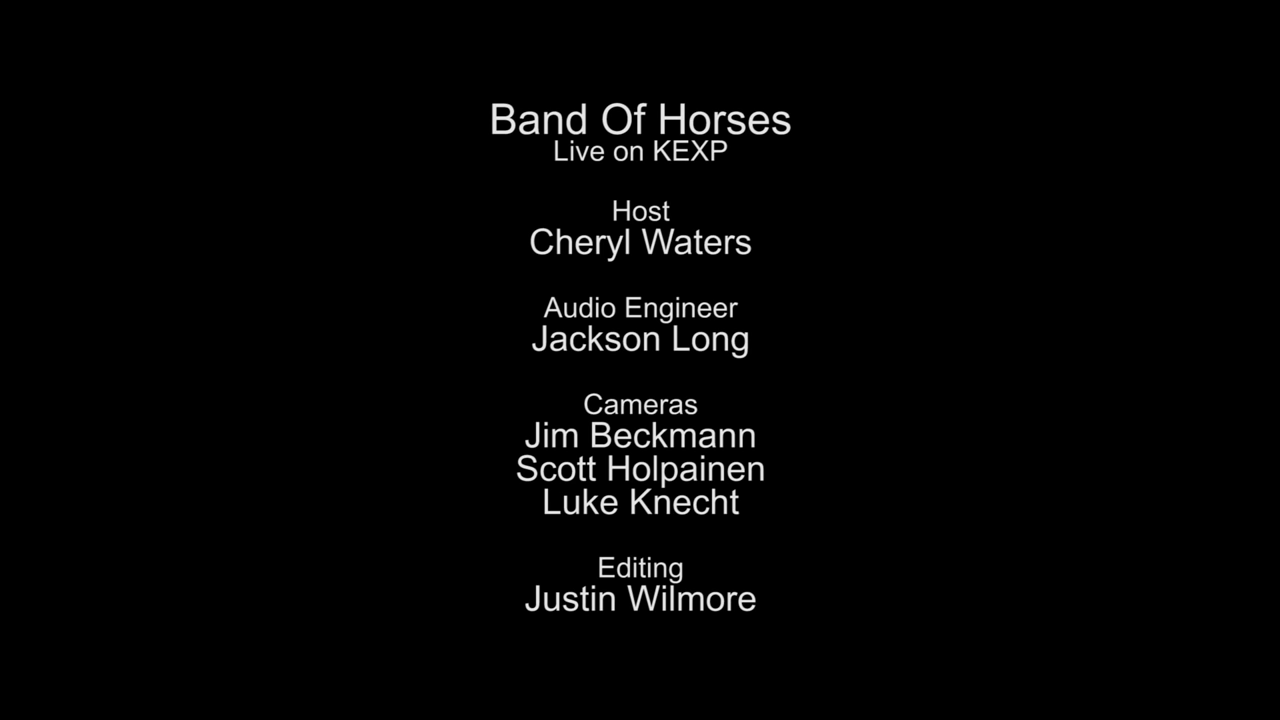 Band Of Horses
Live on KEXP
Host
Cheryl Waters
Audio Engineer
Jackson Long
Cameras
Jim Beckmann
Scott Holpainen
Luke Knecht
Editing
Justin Wilmore